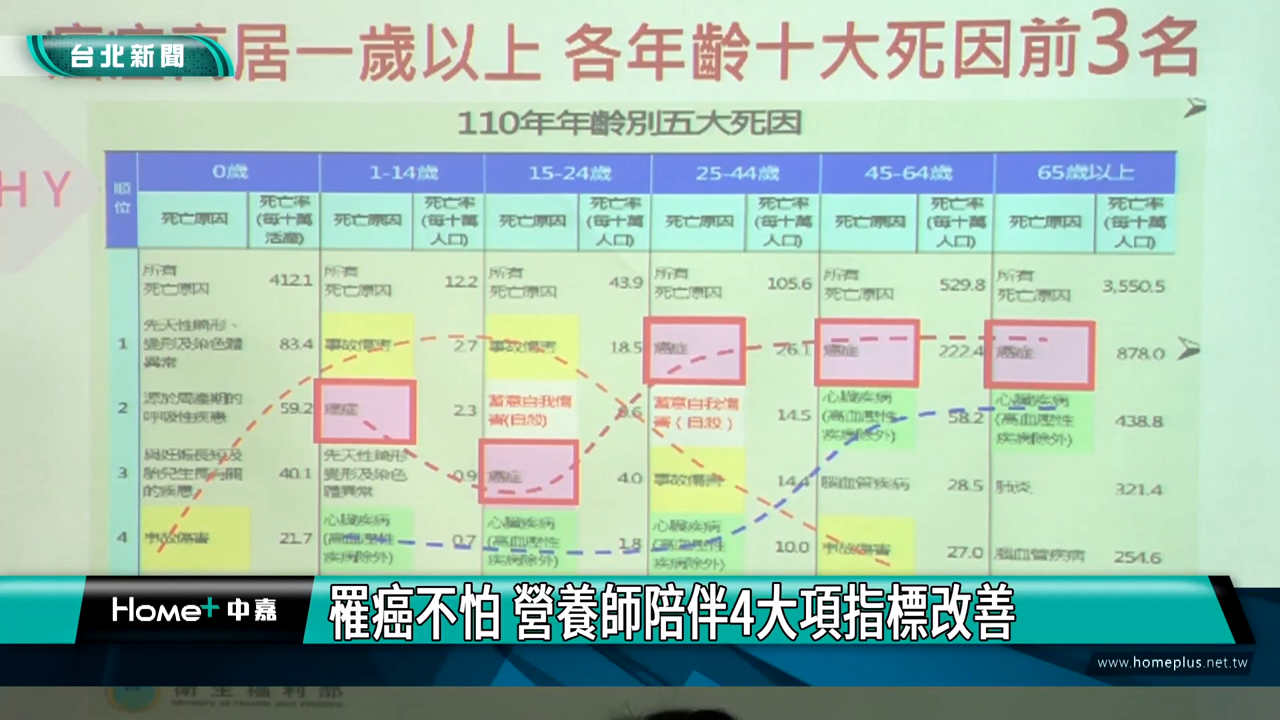 台北新聞
居一歲以上 各年齡十大死因前3名
HY
110年年齡別五大死因
順位 0歲 1-14歲 15-24歲 25-44歲 45-64歲 65歲以上
死亡原因 死亡率(每十萬活產) 死亡原因 死亡率(每十萬人口) 死亡原因 死亡率(每十萬人口) 死亡原因 死亡率(每十萬人口) 死亡原因 死亡率(每十萬人口) 死亡原因 死亡率(每十萬人口)
所有死亡原因 412.1 所有死亡原因 12.2 所有死亡原因 43.9 所有死亡原因 105.6 所有死亡原因 529.8 所有死亡原因 3,550.5
1 先天性畸形、變形及染色體異常 83.4 事故傷害 2.7 事故傷害 18.5 癌症 26.1 癌症 222.4 癌症 878.0
2 源於周產期的呼吸性疾患 59.2 癌症 2.3 蓄意自我傷害(自殺) 9.6 蓄意自我傷害(自殺) 14.5 心臟疾病(高血壓性疾病除外) 58.2 心臟疾病(高血壓性疾病除外) 438.8
3 與妊娠長短及胎兒生長有關的疾患 40.1 先天性畸形變形及染色體異常 0.9 癌症 4.0 事故傷害 14.4 腦血管疾病 28.5 肺炎 321.4
4 事故傷害 21.7 心臟疾病(高血壓性疾病除外) 0.7 心臟疾病(高血壓性疾病除外) 1.8 心臟疾病(高血壓性疾病除外) 10.0 事故傷害 27.0 腦血管疾病 254.6
Home+中嘉
罹癌不怕 營養師陪伴4大項指標改善
www.homeplus.net.tw
衛生福利部
Ministry of Health and Welfare